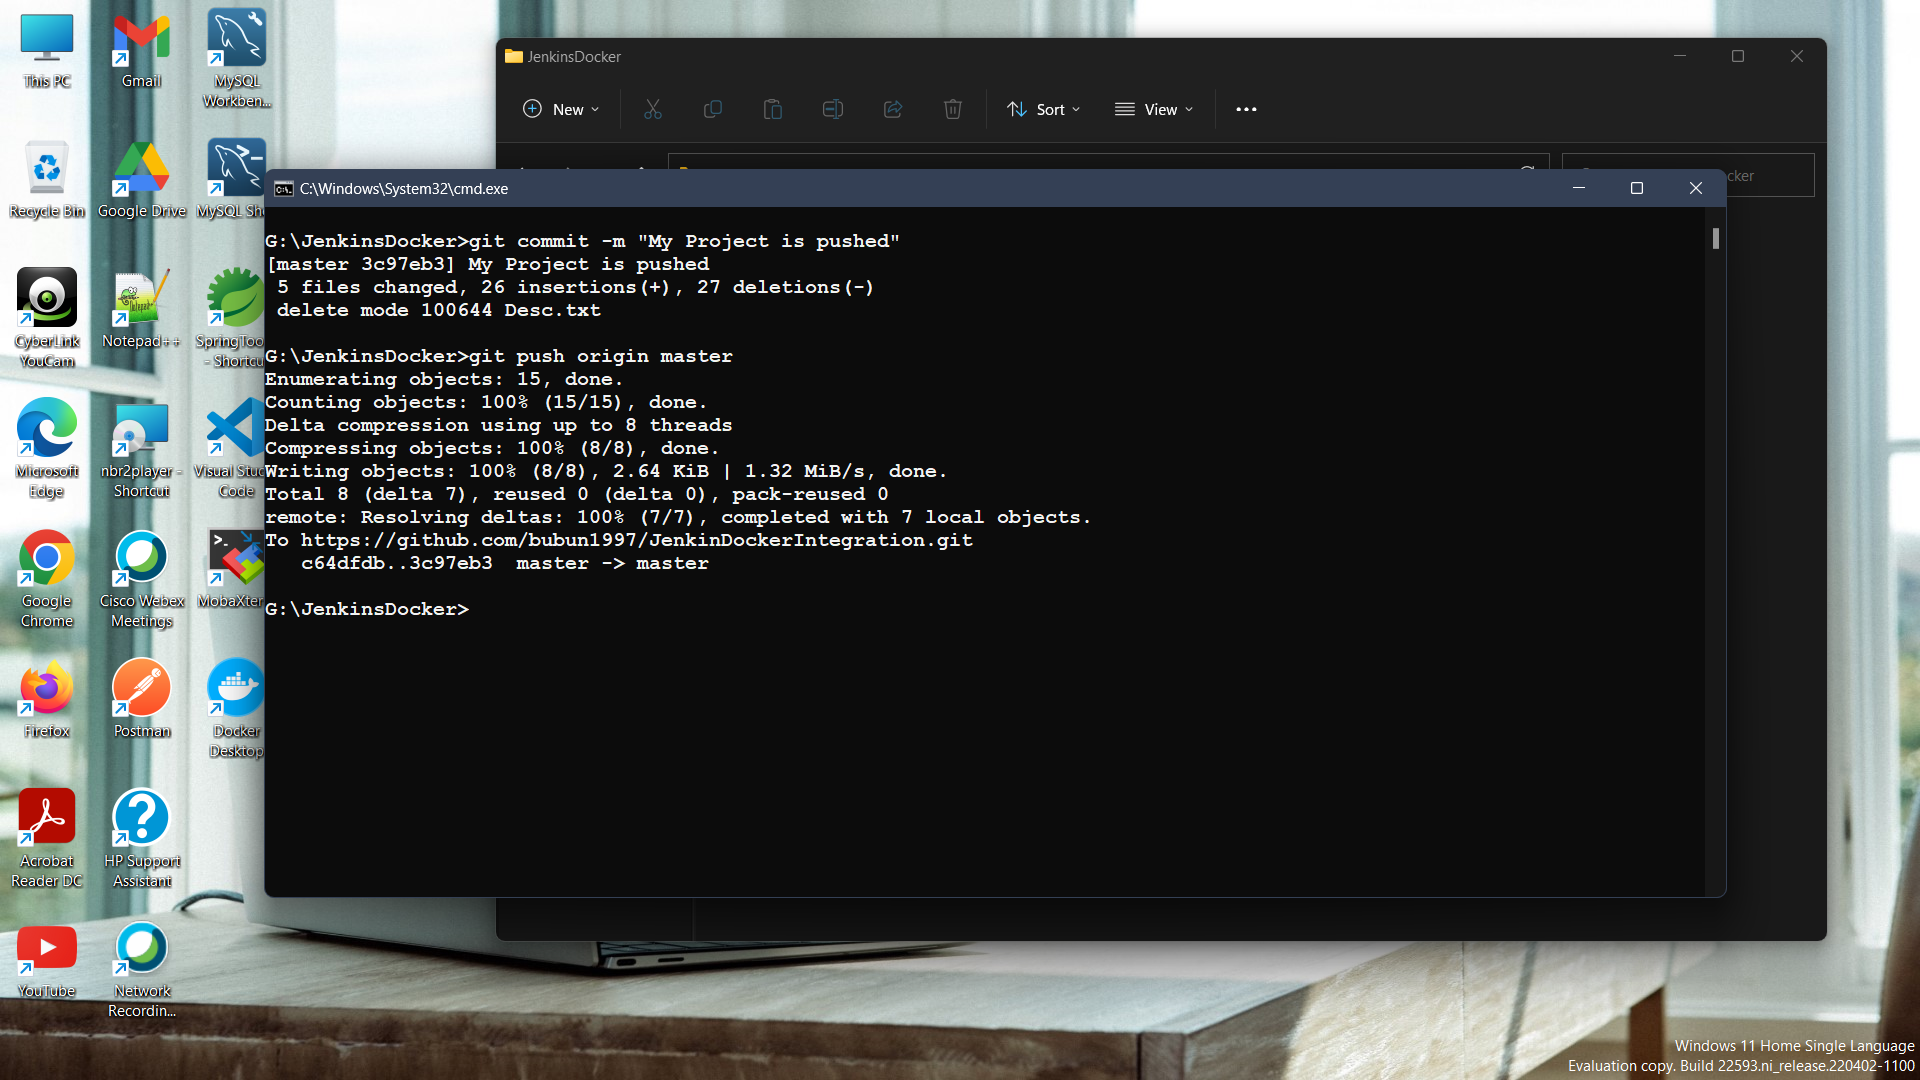 This PC
Gmail
MySQL
Workben...
Recycle Bin
Google Drive
MySQL She
CyberLink
YouCam
Notepad++
SpringToo
- Shortcu
Microsoft
Edge
nbr2player -
Shortcut
Visual Stud
Code
Google
Chrome
Cisco Webex
Meetings
MobaXter
Firefox
Postman
Docker
Desktop
Acrobat
Reader DC
HP Support
Assistant
YouTube
Network
Recordin...
JenkinsDocker
New
Sort
View
cker
C:\Windows\System32\cmd.exe
G:\JenkinsDocker>git commit -m "My Project is pushed"
[master 3c97eb3] My Project is pushed
 5 files changed, 26 insertions(+), 27 deletions(-)
 delete mode 100644 Desc.txt
G:\JenkinsDocker>git push origin master
Enumerating objects: 15, done.
Counting objects: 100% (15/15), done.
Delta compression using up to 8 threads
Compressing objects: 100% (8/8), done.
Writing objects: 100% (8/8), 2.64 KiB | 1.32 MiB/s, done.
Total 8 (delta 7), reused 0 (delta 0), pack-reused 0
remote: Resolving deltas: 100% (7/7), completed with 7 local objects.
To https://github.com/bubun1997/JenkinDockerIntegration.git
   c64dfdb..3c97eb3  master -> master
G:\JenkinsDocker>
Windows 11 Home Single Language
Evaluation copy. Build 22593.ni_release.220402-1100